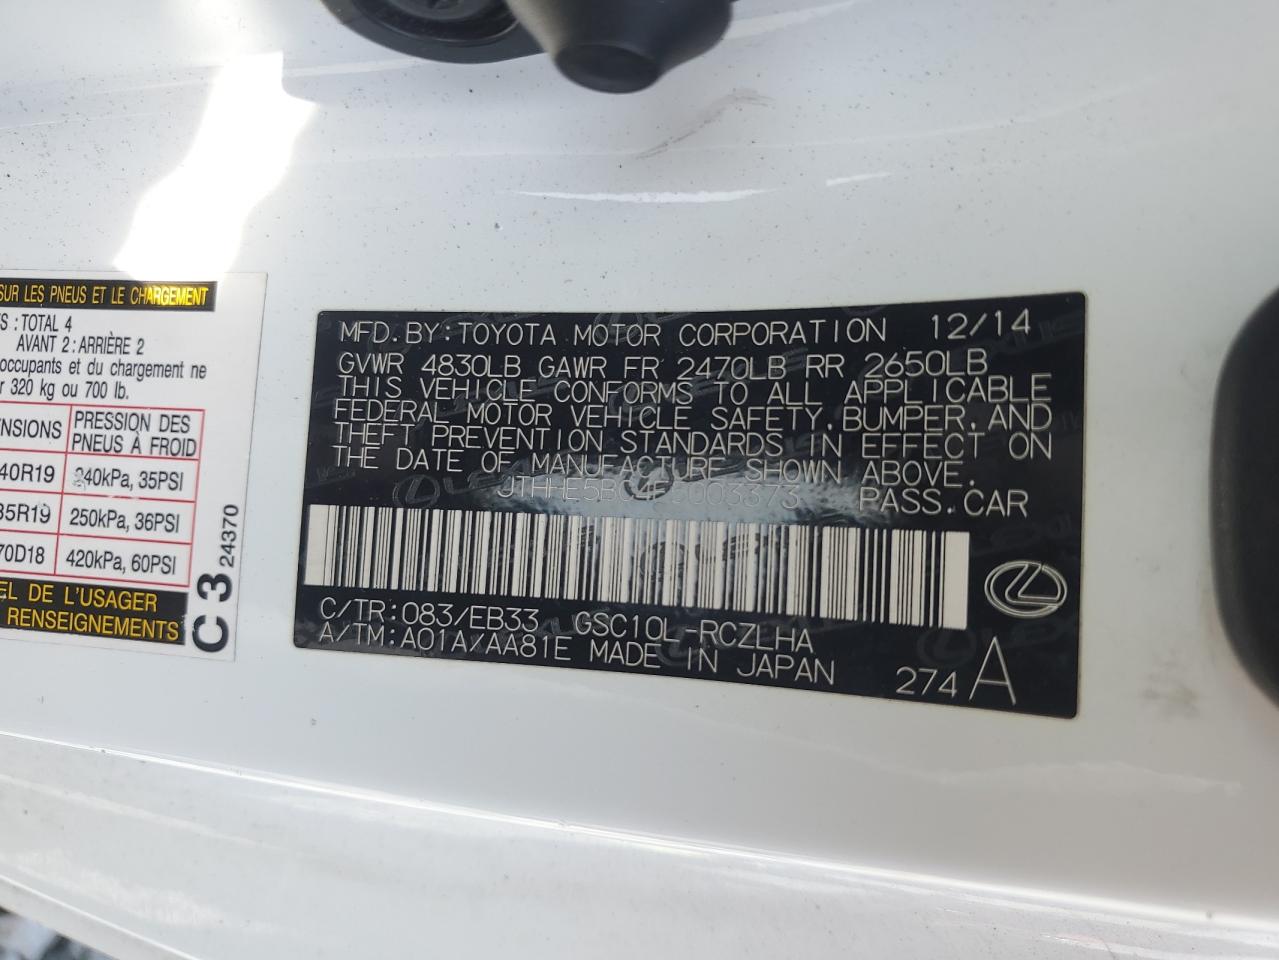 SUR LES PNEUS ET LE CHARGEMENT
TOTAL 4
AVANT 2: ARRIÈRE 2
occupants et du chargement ne
320 kg ou 700 lb.
PRESSION DES
PNEUS À FROID
40R19 240kPa, 35PSI
35R19 250kPa, 36PSI
70D18 420kPa, 60PSI
DE L'USAGER
RENSEIGNEMENTS
C 3 24370
MFD. BY: TOYOTA MOTOR CORPORATION 12/14
GVWR 4830LB GAWR FR 2470LB RR 2650LB
THIS VEHICLE CONFORMS TO ALL APPLICABLE
FEDERAL MOTOR VEHICLE SAFETY, BUMPER, AND
THEFT PREVENTION STANDARDS IN EFFECT ON
THE DATE OF MANUFACTURE SHOWN ABOVE.
PASS. CAR
C/TR: 083/EB33 GSC10L-RCZLHA
A/TM: A01A/AA81E MADE IN JAPAN
274 A